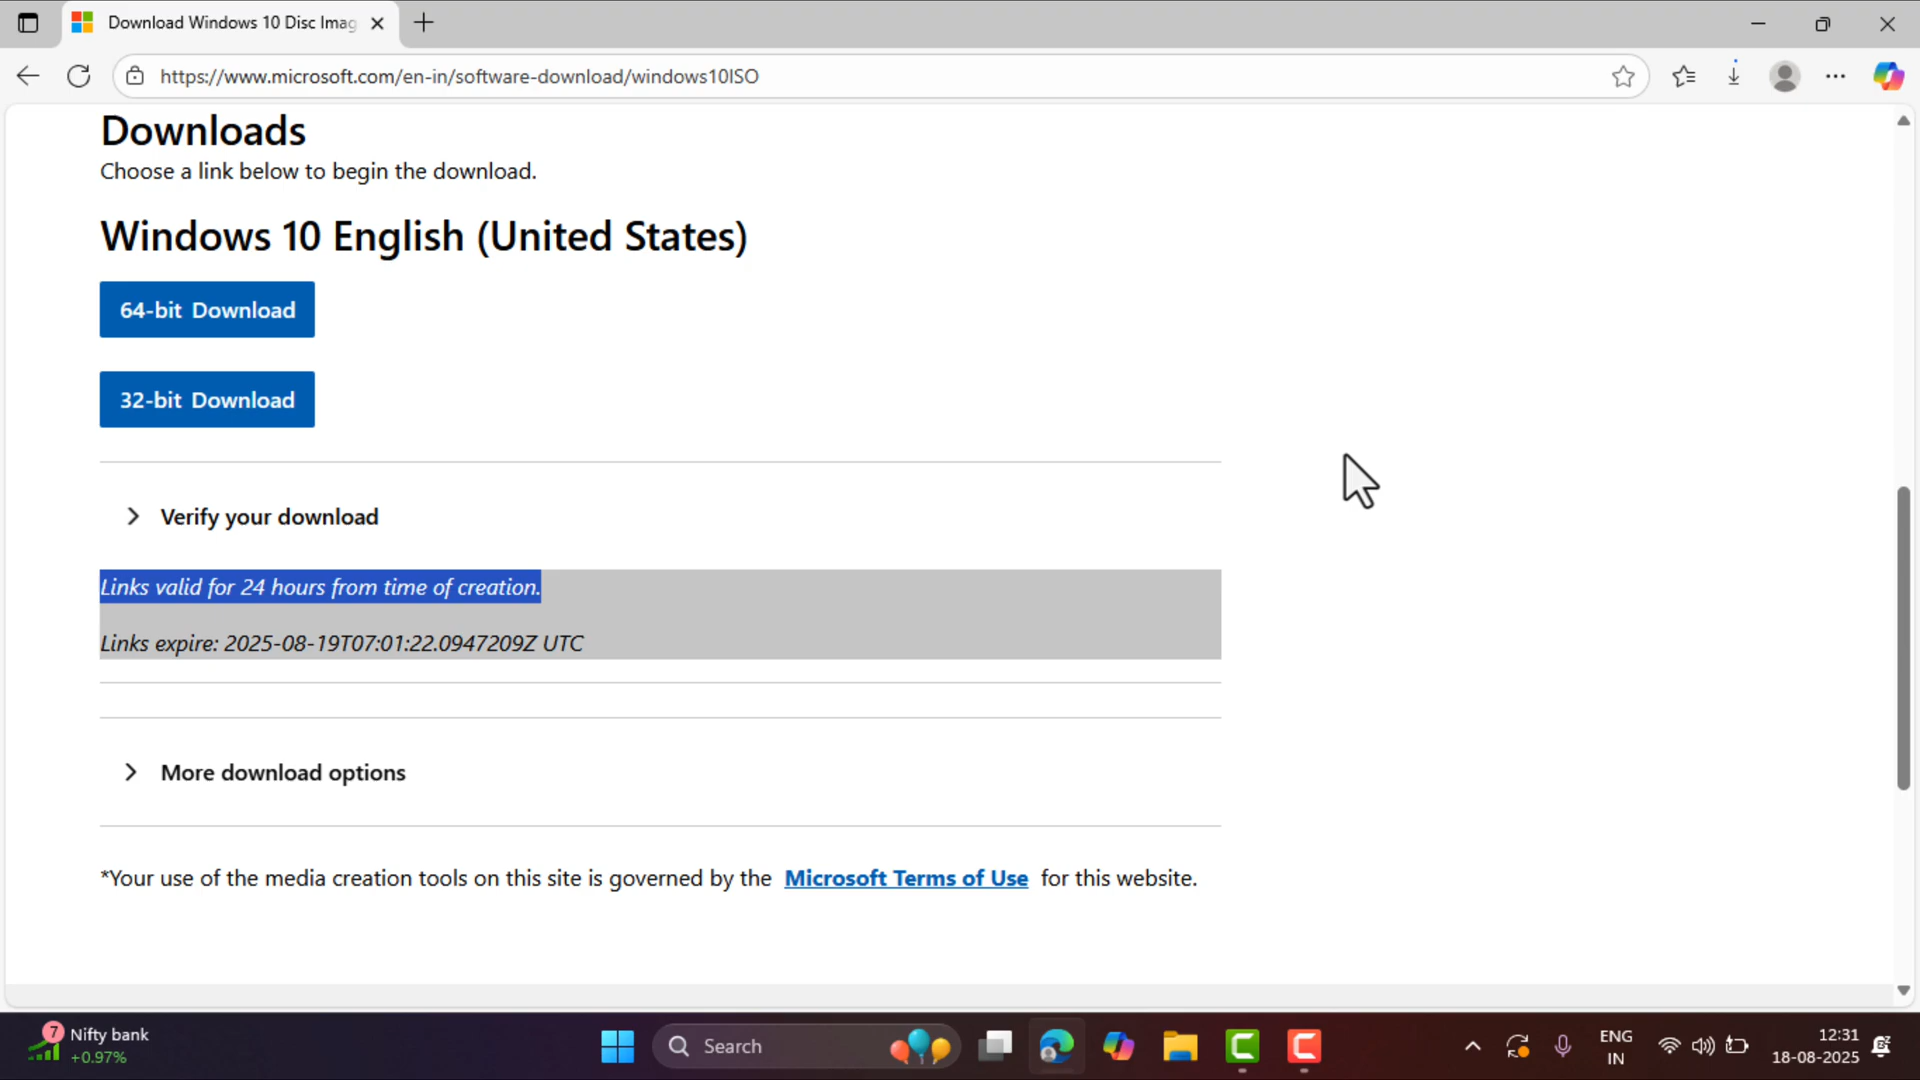 Download Windows 10 Disc Imag
https://www.microsoft.com/en-in/software-download/windows10ISO
Downloads
Choose a link below to begin the download.
Windows 10 English (United States)
64-bit Download
32-bit Download
Verify your download
Links valid for 24 hours from time of creation.
Links expire: 2025-08-19T07:01:22.0947209Z UTC
More download options
*Your use of the media creation tools on this site is governed by the Microsoft Terms of Use for this website.
7
Nifty bank
+0.97%
Search
ENG
IN
12:31
18-08-2025